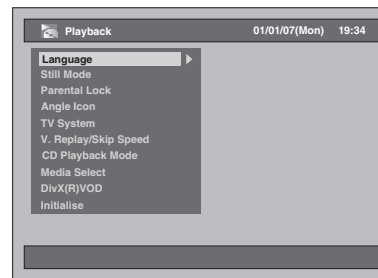 Playback 01/01/07(Mon) 19:34
Language
Still Mode
Parental Lock
Angle Icon
TV System
V. Replay/Skip Speed
CD Playback Mode
Media Select
DivX(R)VOD
Initialise